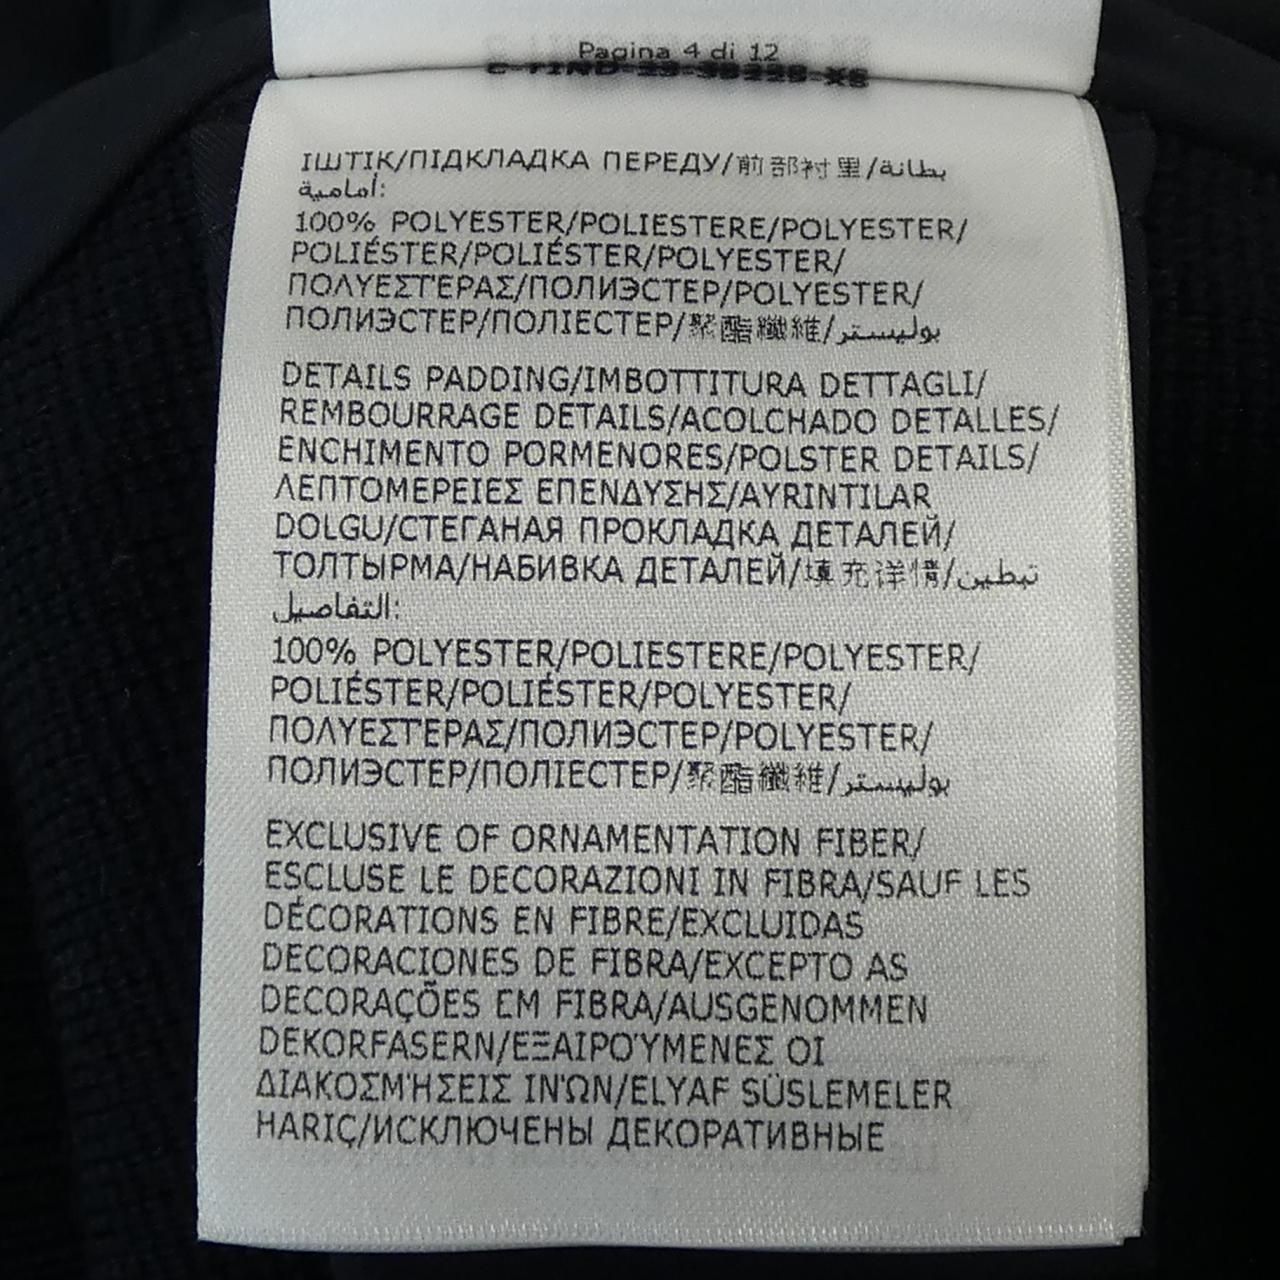 Pagina 4 di 12
ІШТІК/ПІДКЛАДКА ПЕРЕДУ/前部衬里/بطانة
أمامية:
100% POLYESTER/POLIESTERE/POLYESTER/
POLIÉSTER/POLIÉSTER/POLYESTER/
ΠΟΛΥΕΣΤΈΡΑΣ/ПОЛИЭСТЕР/POLYESTER/
ПОЛИЭСТЕР/ПОЛІЕСТЕР/聚酯纖維/بوليستر
DETAILS PADDING/IMBOTTITURA DETTAGLI/
REMBOURRAGE DETAILS/ACOLCHADO DETALLES/
ENCHIMENTO PORMENORES/POLSTER DETAILS/
ΛΕΠΤΟΜΕΡΕΙΕΣ ΕΠΕΝΔΥΣΗΣ/AYRINTILAR
DOLGU/СТЕГАНАЯ ПРОКЛАДКА ДЕТАЛЕЙ/
ТОЛТЫРМА/НАБИВКА ДЕТАЛЕЙ/填充详情/تبطين
التفاصيل:
100% POLYESTER/POLIESTERE/POLYESTER/
POLIÉSTER/POLIÉSTER/POLYESTER/
ΠΟΛΥΕΣΤΈΡΑΣ/ПОЛИЭСТЕР/POLYESTER/
ПОЛИЭСТЕР/ПОЛІЕСТЕР/聚酯纖維/بوليستر
EXCLUSIVE OF ORNAMENTATION FIBER/
ESCLUSE LE DECORAZIONI IN FIBRA/SAUF LES
DÉCORATIONS EN FIBRE/EXCLUIDAS
DECORACIONES DE FIBRA/EXCEPTO AS
DECORAÇÕES EM FIBRA/AUSGENOMMEN
DEKORFASERN/ΕΞΑΙΡΟΎΜΕΝΕΣ ΟΙ
ΔΙΑΚΟΣΜΉΣΕΙΣ ΙΝΏΝ/ELYAF SÜSLEMELER
HARIÇ/ИСКЛЮЧЕНЫ ДЕКОРАТИВНЫЕ